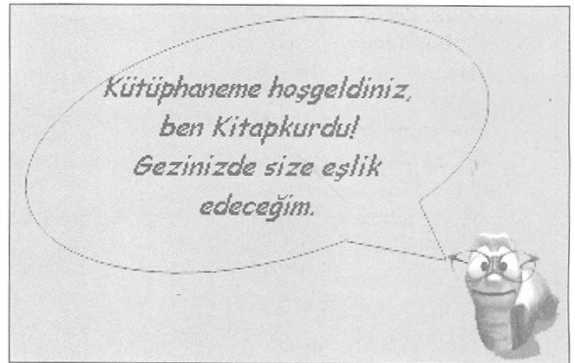 Kütüphaneme hoşgeldiniz,
ben Kitapkurdu!
Gezinizde size eşlik
edeceğim.